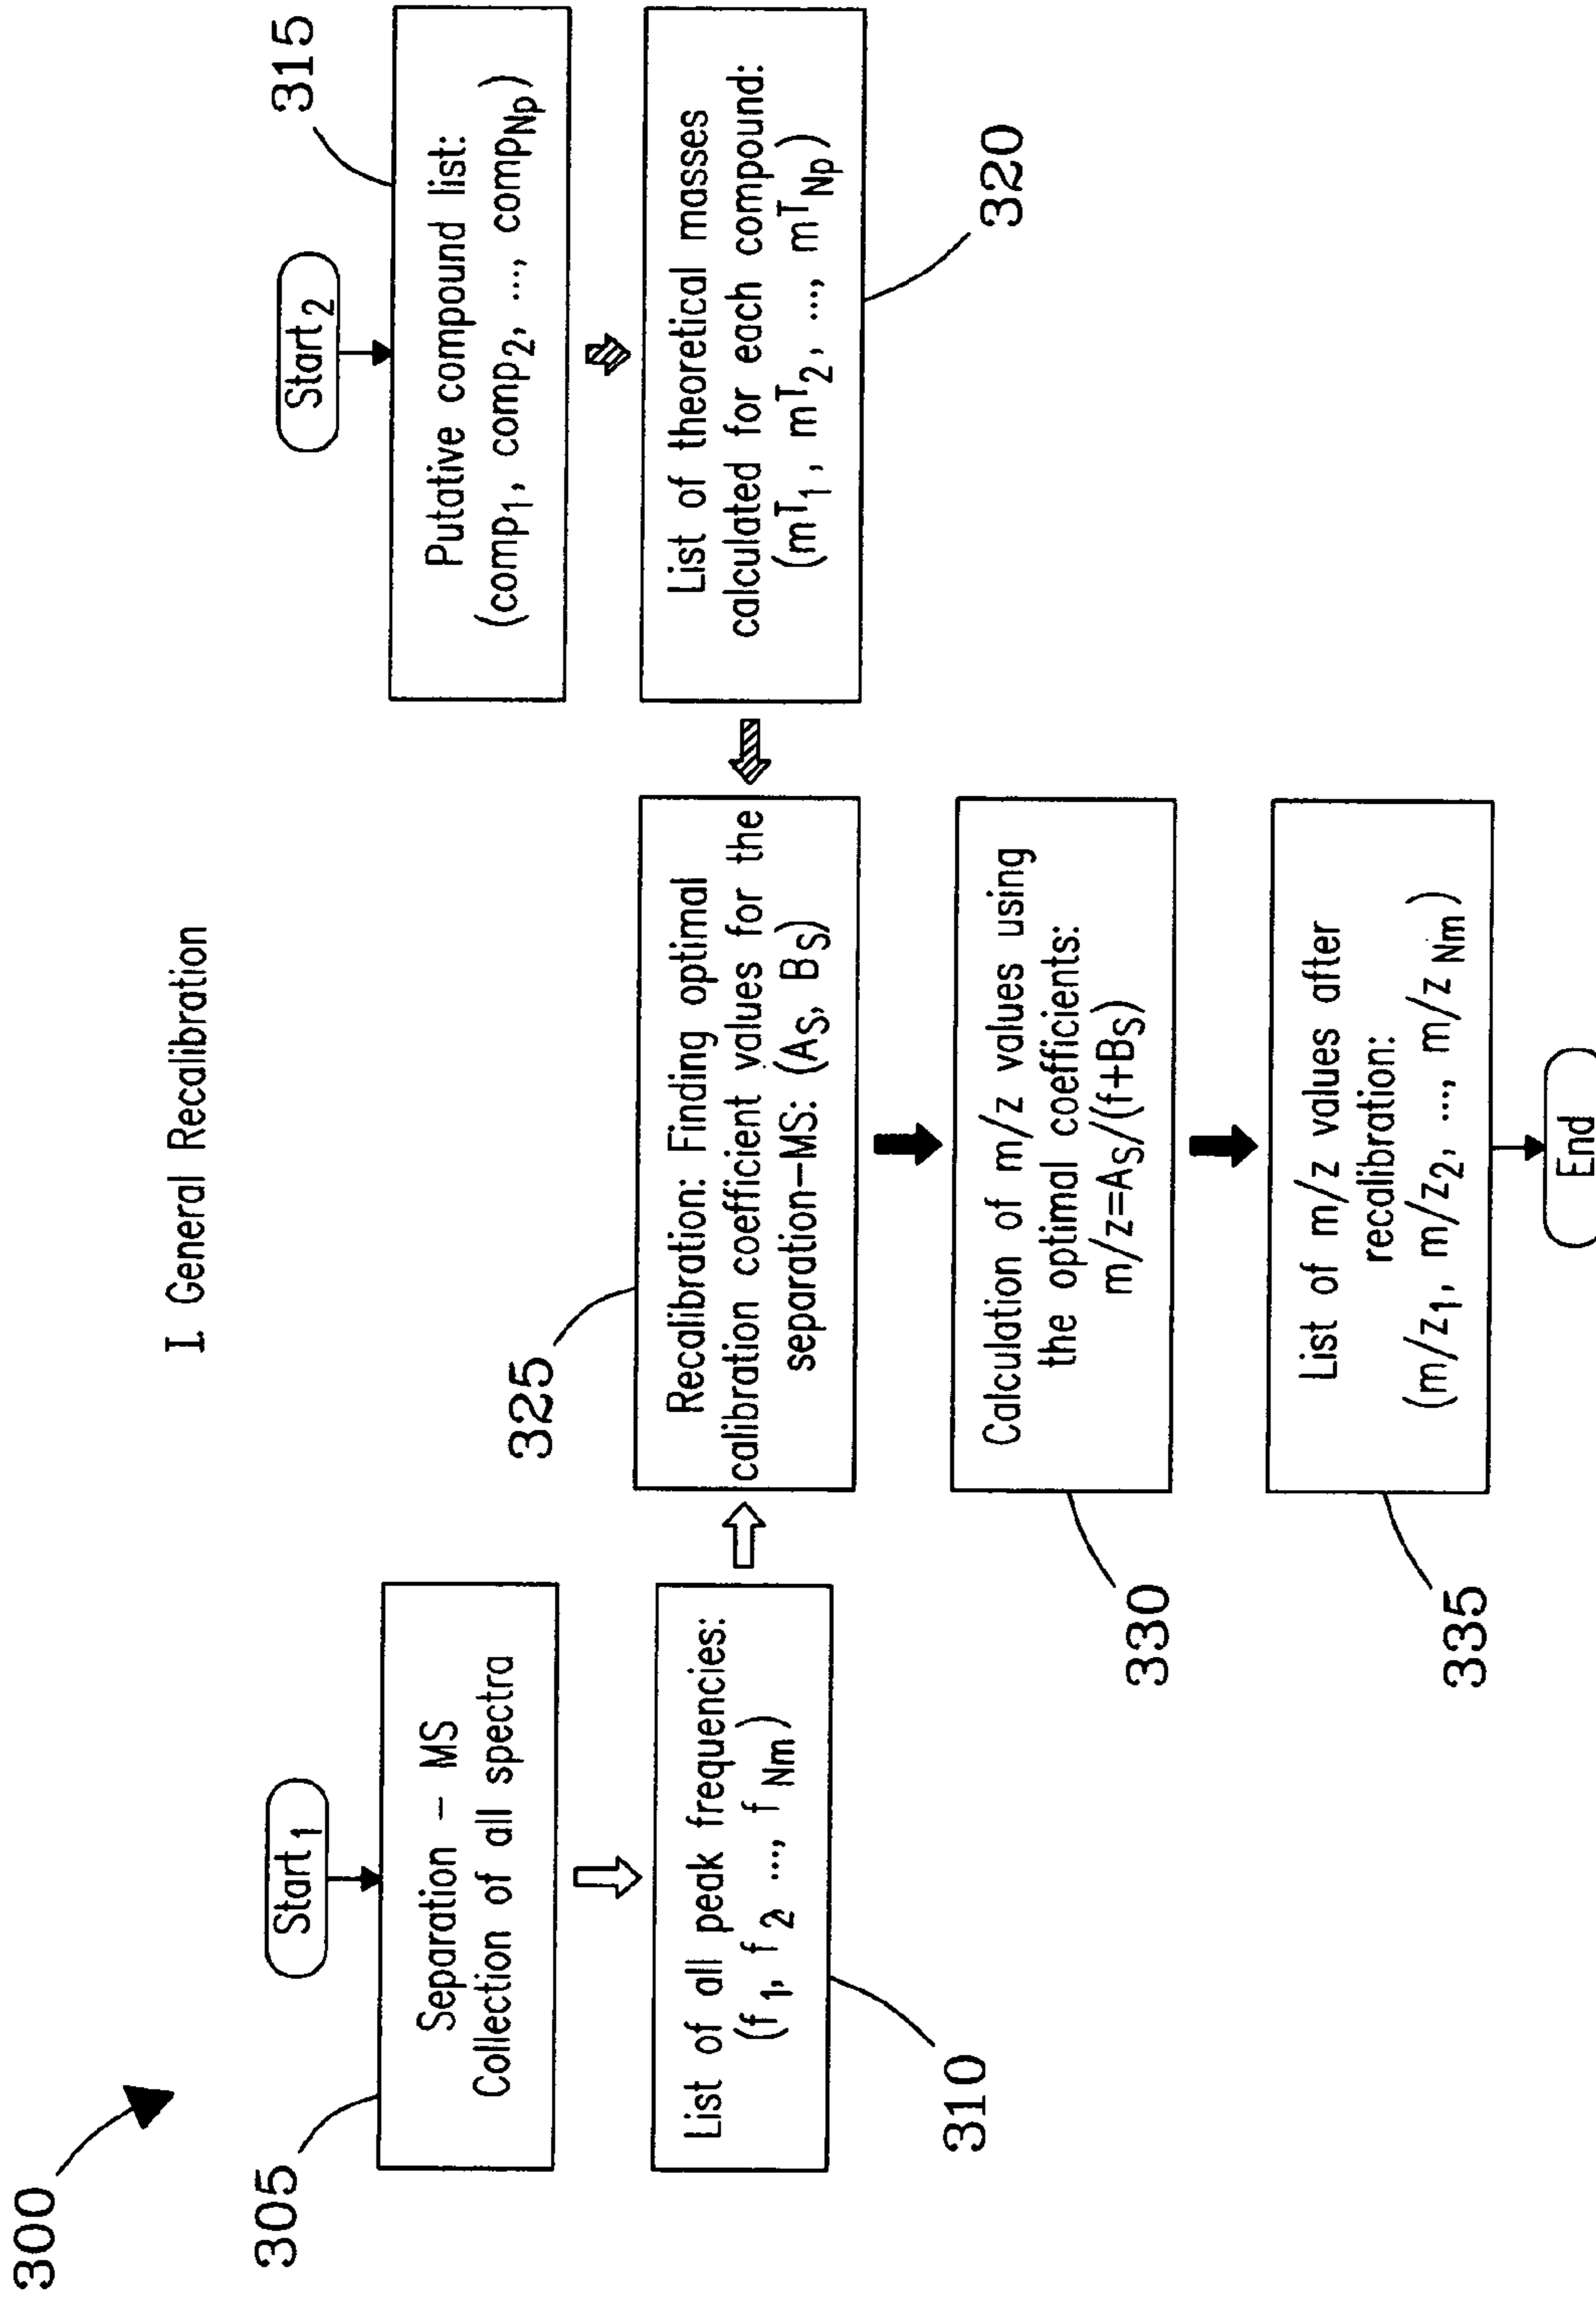 I. General Recalibration
300
Start1
305
Separation – MS
Collection of all spectra
310
List of all peak frequencies:
(f1, f2 ..., fNm)
Start2
315
Putative compound list:
(comp1, comp2, ..., compNp)
320
List of theoretical masses
calculated for each compound:
(mT1, mT2, ..., mTNp)
325
Recalibration: Finding optimal
calibration coefficient values for the
separation–MS: (AS, BS)
330
Calculation of m/z values using
the optimal coefficients:
m/z=AS/(f+BS)
335
List of m/z values after
recalibration:
(m/z1, m/z2, ..., m/zNm)
End